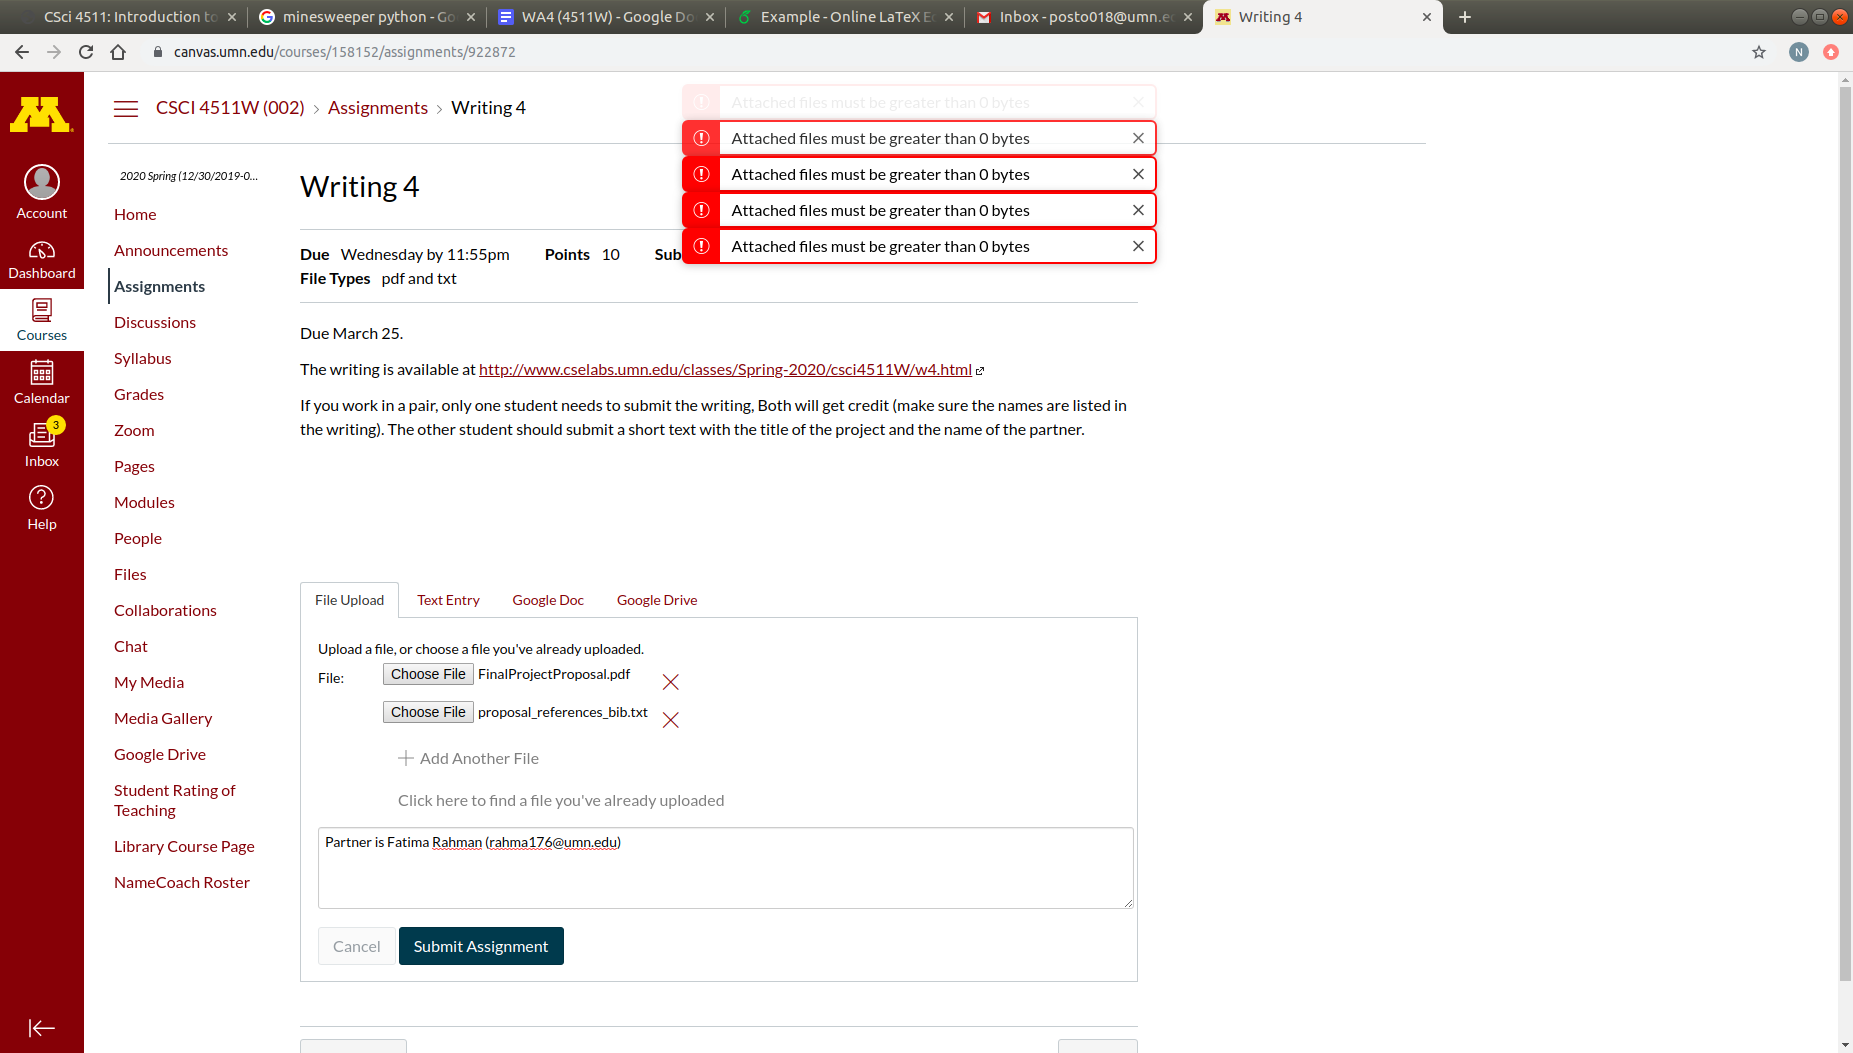 CSci 4511: Introduction to
minesweeper python - Go
WA4 (4511W) - Google Do
Example - Online LaTeX E
Inbox - posto018@umn.e
Writing 4
canvas.umn.edu/courses/158152/assignments/922872
N
CSCI 4511W (002) › Assignments › Writing 4
Attached files must be greater than 0 bytes
Attached files must be greater than 0 bytes
Attached files must be greater than 0 bytes
Attached files must be greater than 0 bytes
Attached files must be greater than 0 bytes
Account
Dashboard
Courses
Calendar
3
Inbox
Help
2020 Spring (12/30/2019-0...
Home
Announcements
Assignments
Discussions
Syllabus
Grades
Zoom
Pages
Modules
People
Files
Collaborations
Chat
My Media
Media Gallery
Google Drive
Student Rating of
Teaching
Library Course Page
NameCoach Roster
Writing 4
Due Wednesday by 11:55pm Points 10 Sub
File Types pdf and txt
Due March 25.
The writing is available at http://www.cselabs.umn.edu/classes/Spring-2020/csci4511W/w4.html
If you work in a pair, only one student needs to submit the writing, Both will get credit (make sure the names are listed in
the writing). The other student should submit a short text with the title of the project and the name of the partner.
File Upload Text Entry Google Doc Google Drive
Upload a file, or choose a file you've already uploaded.
File: Choose File FinalProjectProposal.pdf
Choose File proposal_references_bib.txt
Add Another File
Click here to find a file you've already uploaded
Partner is Fatima Rahman (rahma176@umn.edu)
Cancel Submit Assignment